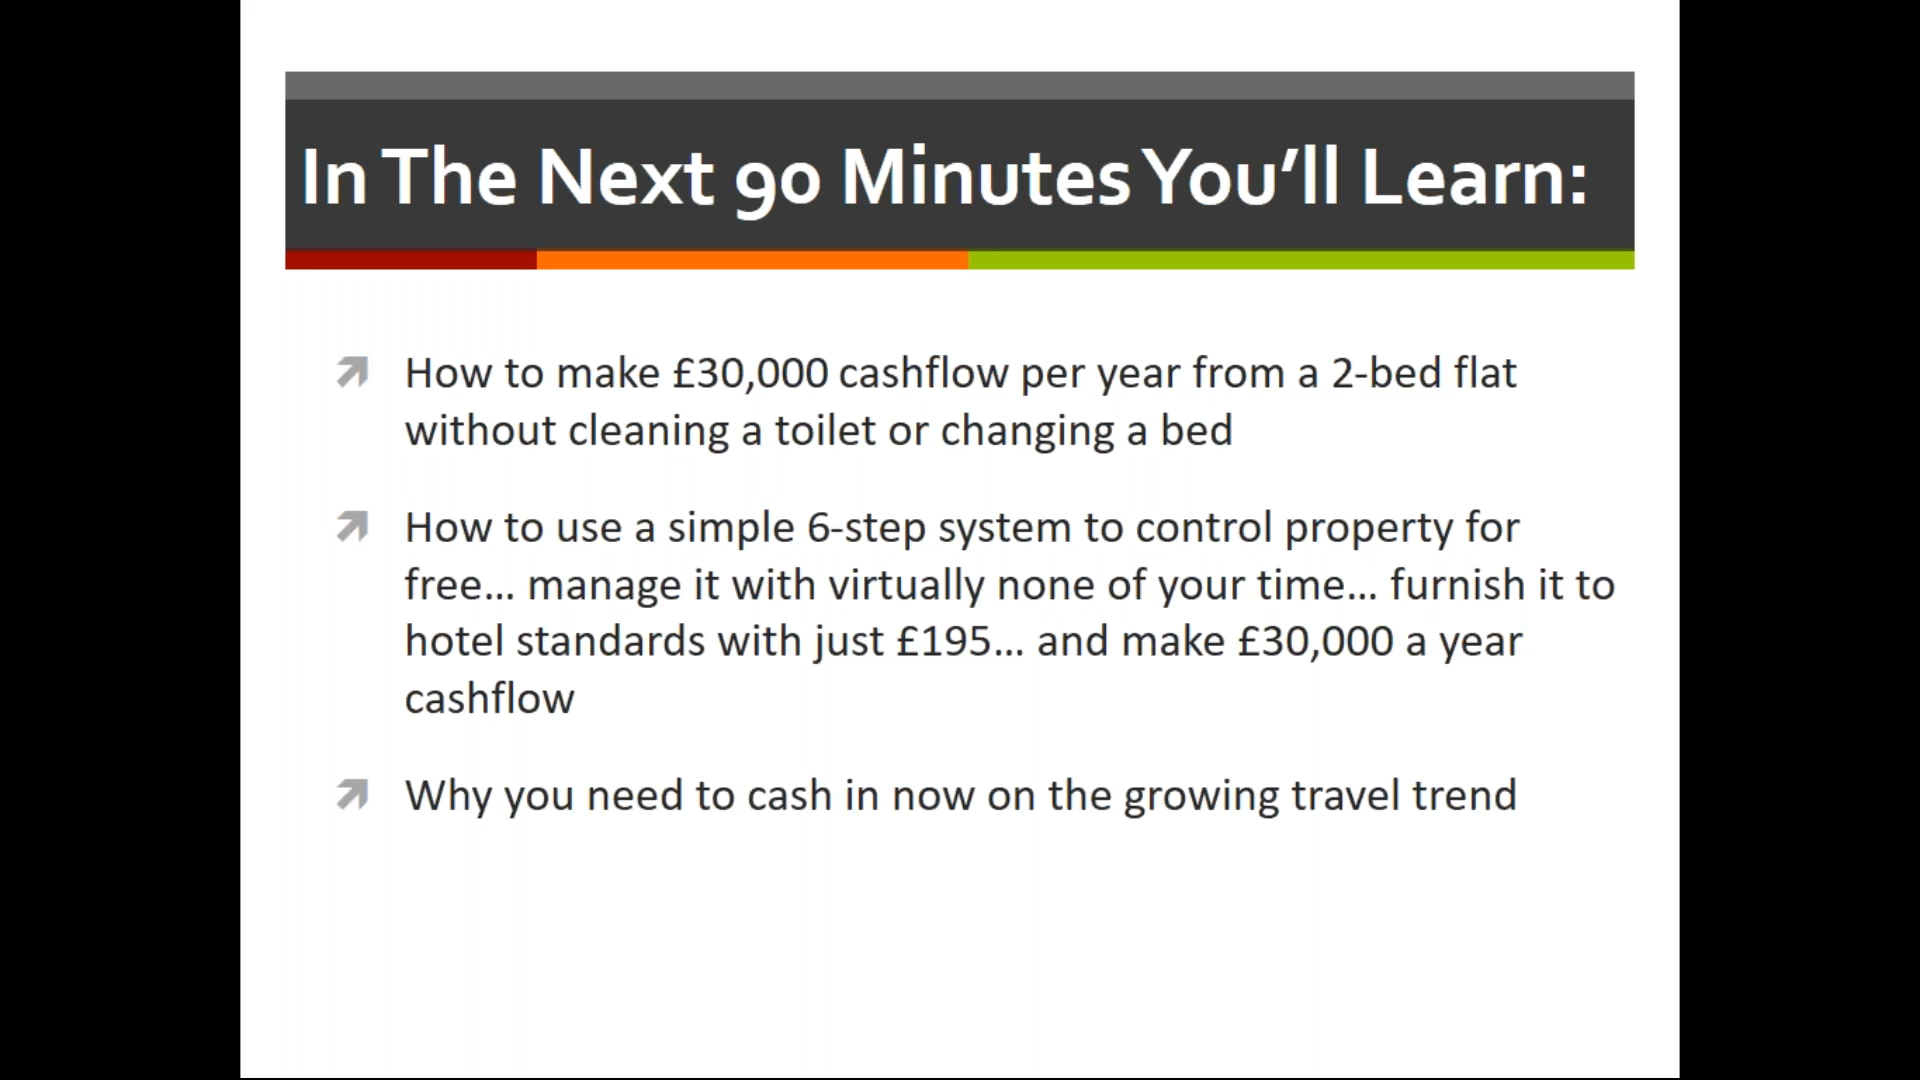 In The Next 90 Minutes You’ll Learn:
How to make £30,000 cashflow per year from a 2-bed flat
without cleaning a toilet or changing a bed
How to use a simple 6-step system to control property for
free... manage it with virtually none of your time... furnish it to
hotel standards with just £195... and make £30,000 a year
cashflow
Why you need to cash in now on the growing travel trend